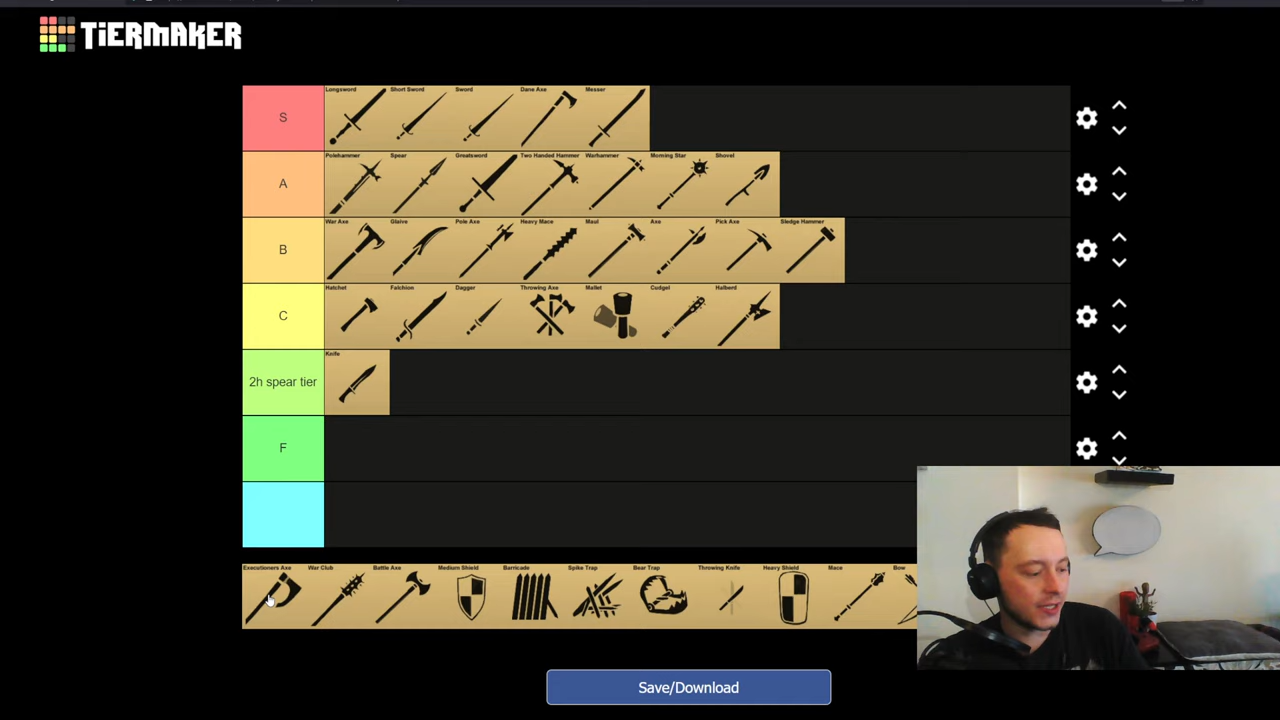 TiERMAKER
S
Longsword Short Sword Sword Dane Axe Messer
A
Polehammer Spear Greatsword Two Handed Hammer Warhammer Morning Star Shovel
B
War Axe Glaive Pole Axe Heavy Mace Maul Axe Pick Axe Sledge Hammer
C
Hatchet Falchion Dagger Throwing Axe Mallet Cudgel Halberd
2h spear tier
Knife
F
Executioners Axe War Club Battle Axe Medium Shield Barricade Spike Trap Bear Trap Throwing Knife Heavy Shield Mace Bow
Save/Download